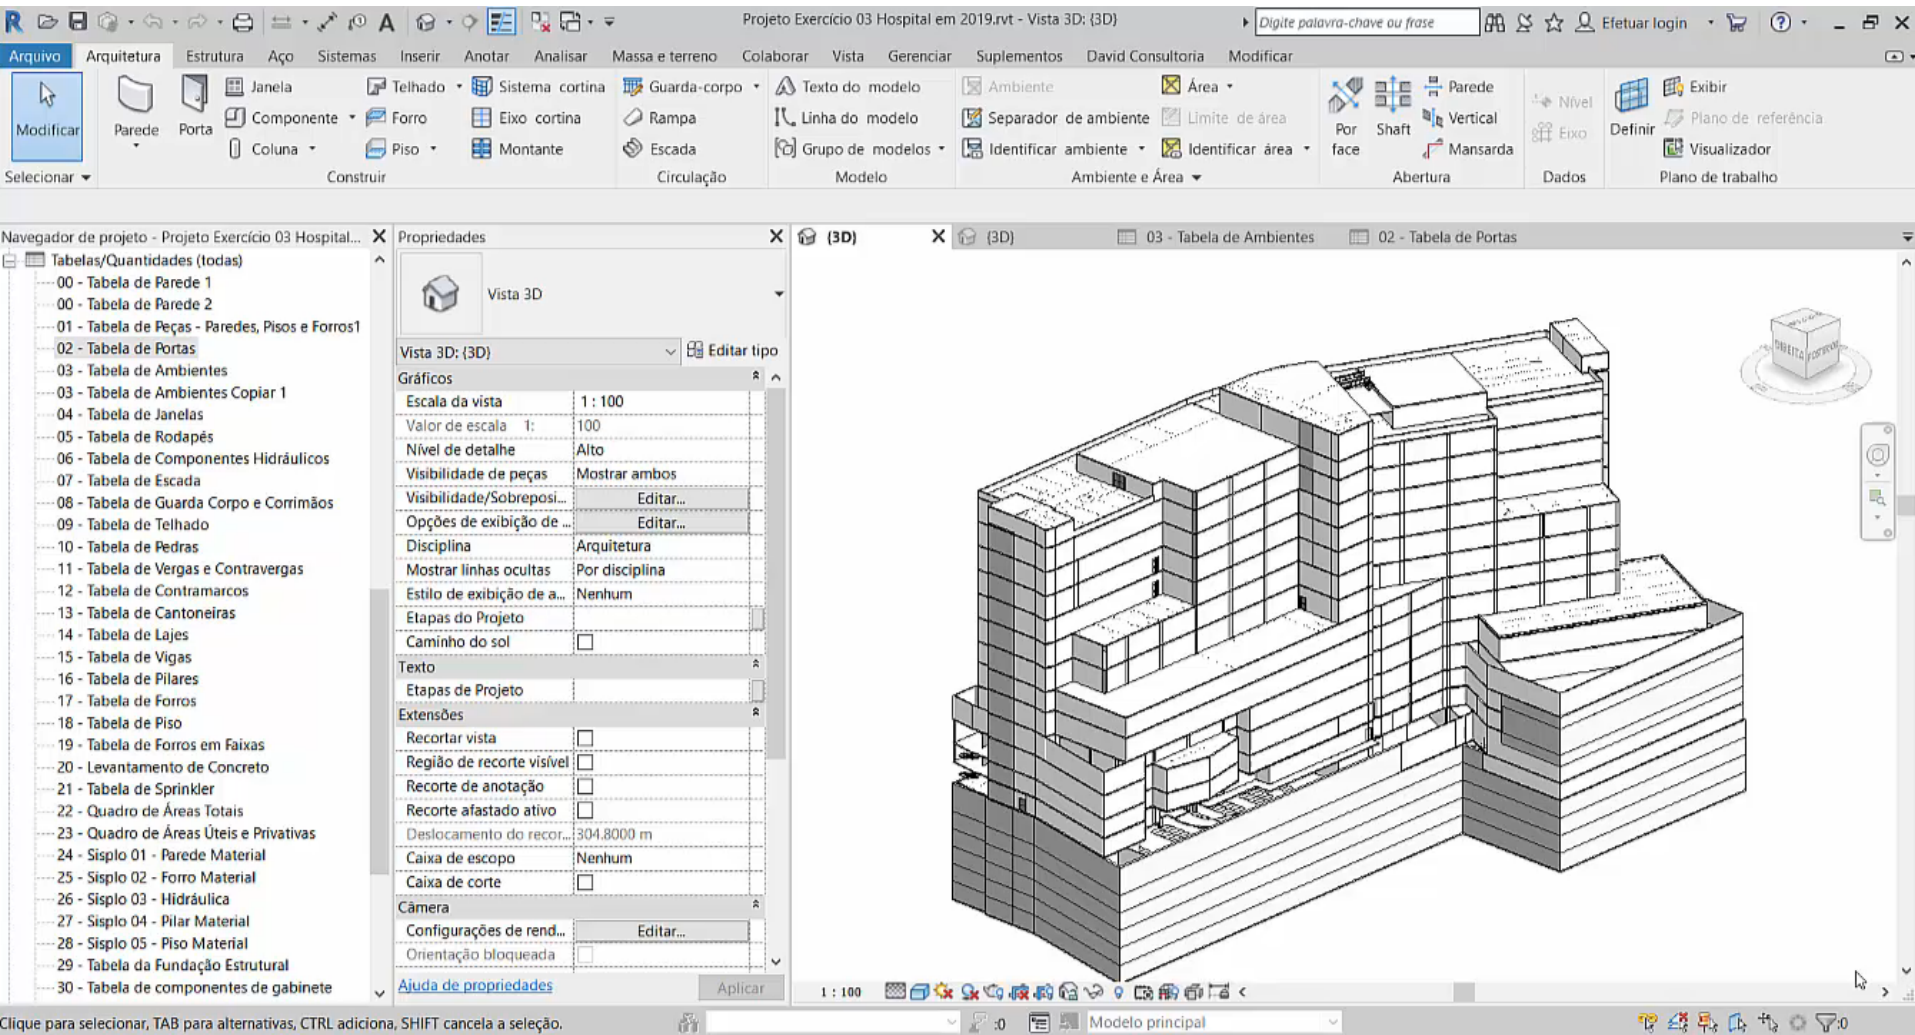 Projeto Exercício 03 Hospital em 2019.rvt - Vista 3D: {3D}
Digite palavra-chave ou frase
Efetuar login
Arquivo Arquitetura Estrutura Aço Sistemas Inserir Anotar Analisar Massa e terreno Colaborar Vista Gerenciar Suplementos David Consultoria Modificar
Modificar
Selecionar
Parede
Porta
Janela
Componente
Coluna
Telhado
Forro
Piso
Sistema cortina
Eixo cortina
Montante
Construir
Guarda-corpo
Rampa
Escada
Circulação
Texto do modelo
Linha do modelo
Grupo de modelos
Modelo
Ambiente
Separador de ambiente
Identificar ambiente
Área
Limite de área
Identificar área
Ambiente e Área
Por face
Shaft
Parede
Vertical
Mansarda
Abertura
Nível
Eixo
Dados
Definir
Exibir
Plano de referência
Visualizador
Plano de trabalho
Navegador de projeto - Projeto Exercício 03 Hospital...
Tabelas/Quantidades (todas)
00 - Tabela de Parede 1
00 - Tabela de Parede 2
01 - Tabela de Peças - Paredes, Pisos e Forros1
02 - Tabela de Portas
03 - Tabela de Ambientes
03 - Tabela de Ambientes Copiar 1
04 - Tabela de Janelas
05 - Tabela de Rodapés
06 - Tabela de Componentes Hidráulicos
07 - Tabela de Escada
08 - Tabela de Guarda Corpo e Corrimãos
09 - Tabela de Telhado
10 - Tabela de Pedras
11 - Tabela de Vergas e Contravergas
12 - Tabela de Contramarcos
13 - Tabela de Cantoneiras
14 - Tabela de Lajes
15 - Tabela de Vigas
16 - Tabela de Pilares
17 - Tabela de Forros
18 - Tabela de Piso
19 - Tabela de Forros em Faixas
20 - Levantamento de Concreto
21 - Tabela de Sprinkler
22 - Quadro de Áreas Totais
23 - Quadro de Áreas Úteis e Privativas
24 - Sisplo 01 - Parede Material
25 - Sisplo 02 - Forro Material
26 - Sisplo 03 - Hidráulica
27 - Sisplo 04 - Pilar Material
28 - Sisplo 05 - Piso Material
29 - Tabela da Fundação Estrutural
30 - Tabela de componentes de gabinete
Propriedades
Vista 3D
Vista 3D: {3D}
Editar tipo
Gráficos
Escala da vista 1 : 100
Valor de escala 1: 100
Nível de detalhe Alto
Visibilidade de peças Mostrar ambos
Visibilidade/Sobreposi... Editar...
Opções de exibição de ... Editar...
Disciplina Arquitetura
Mostrar linhas ocultas Por disciplina
Estilo de exibição de a... Nenhum
Etapas do Projeto
Caminho do sol
Texto
Etapas de Projeto
Extensões
Recortar vista
Região de recorte visível
Recorte de anotação
Recorte afastado ativo
Deslocamento do recor... 304.8000 m
Caixa de escopo Nenhum
Caixa de corte
Câmera
Configurações de rend... Editar...
Orientação bloqueada
Ajuda de propriedades
Aplicar
{3D}
{3D}
03 - Tabela de Ambientes
02 - Tabela de Portas
DIREITA
POSTERIOR
1 : 100
Clique para selecionar, TAB para alternativas, CTRL adiciona, SHIFT cancela a seleção.
:0
Modelo principal
:0